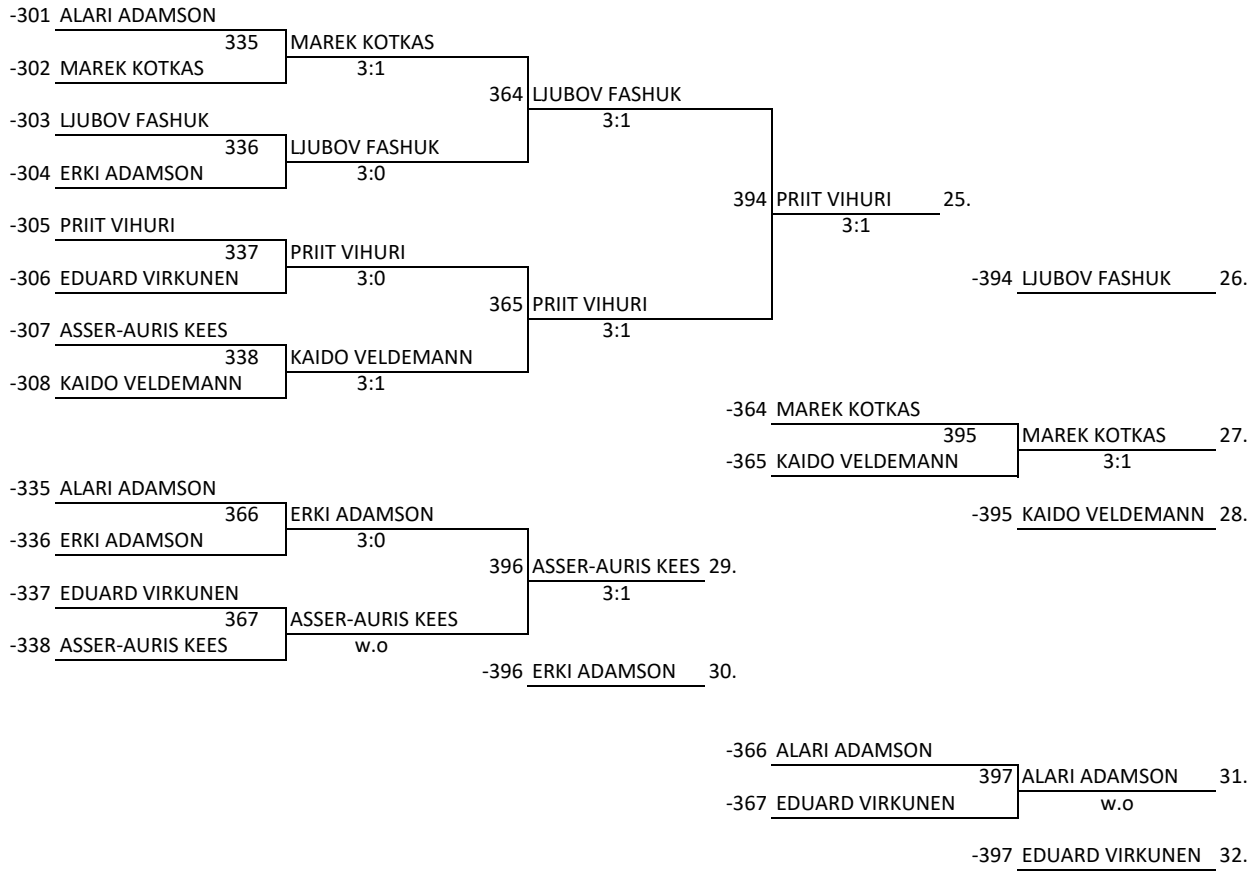 -301 ALARI ADAMSON
335 MAREK KOTKAS
-302 MAREK KOTKAS 3:1
364 LJUBOV FASHUK
-303 LJUBOV FASHUK 3:1
336 LJUBOV FASHUK
-304 ERKI ADAMSON 3:0
394 PRIIT VIHURI 25.
-305 PRIIT VIHURI 3:1
337 PRIIT VIHURI
-306 EDUARD VIRKUNEN 3:0 -394 LJUBOV FASHUK 26.
365 PRIIT VIHURI
-307 ASSER-AURIS KEES 3:1
338 KAIDO VELDEMANN
-308 KAIDO VELDEMANN 3:1
-364 MAREK KOTKAS
395 MAREK KOTKAS 27.
-365 KAIDO VELDEMANN 3:1
-335 ALARI ADAMSON
366 ERKI ADAMSON -395 KAIDO VELDEMANN 28.
-336 ERKI ADAMSON 3:0
396 ASSER-AURIS KEES 29.
-337 EDUARD VIRKUNEN 3:1
367 ASSER-AURIS KEES
-338 ASSER-AURIS KEES w.o
-396 ERKI ADAMSON 30.
-366 ALARI ADAMSON
397 ALARI ADAMSON 31.
-367 EDUARD VIRKUNEN w.o
-397 EDUARD VIRKUNEN 32.